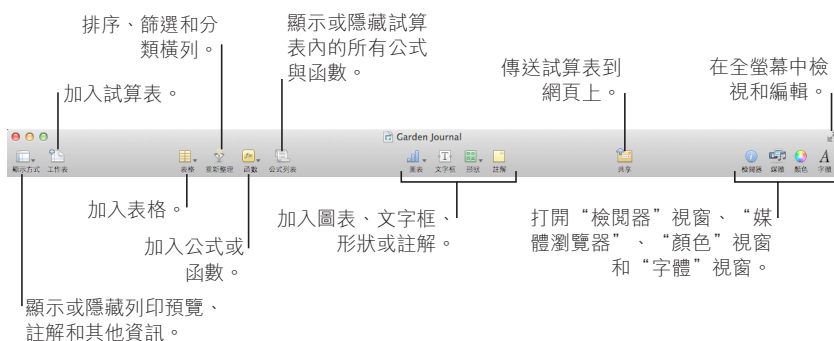 排序、篩選和分
類橫列。
顯示或隱藏試算
表內的所有公式
與函數。
加入試算表。
傳送試算表到
網頁上。
在全螢幕中檢
視和編輯。
Garden Journal
顯示方式 工作表 表格 重新整理 函數 公式列表 圖表 文字框 形狀 註解 共享 檢閱器 媒體 顏色 字體
加入表格。
加入公式或
函數。
加入圖表、文字框、
形狀或註解。
打開“檢閱器”視窗、“媒
體瀏覽器”、“顏色”視窗
和“字體”視窗。
顯示或隱藏列印預覽、
註解和其他資訊。